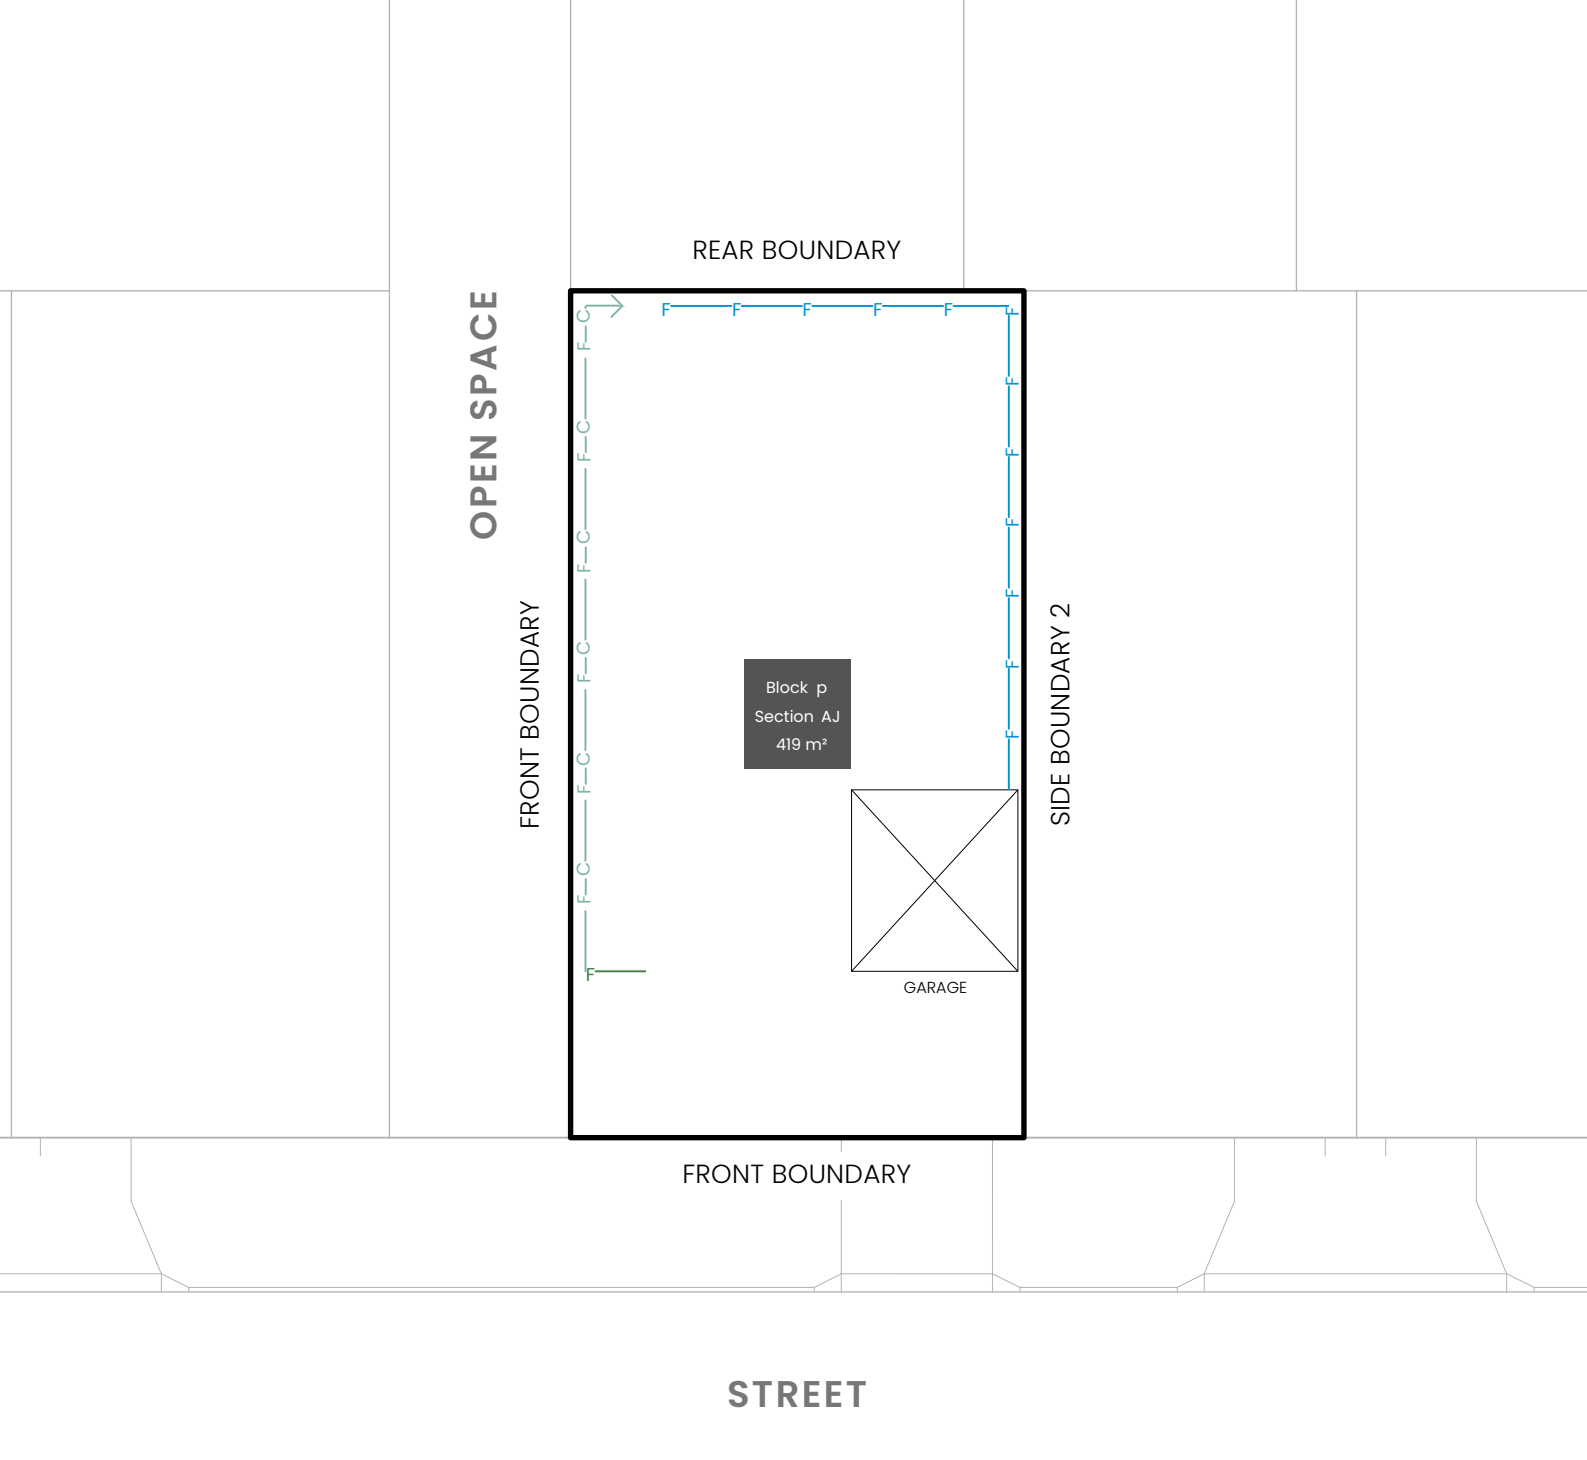 REAR BOUNDARY
OPEN SPACE
F F F F F
F C
F C
F C
F C
F C
F C
F
F
F
F
F
F
F
FRONT BOUNDARY
SIDE BOUNDARY 2
Block p
Section AJ
419 m²
F
GARAGE
FRONT BOUNDARY
STREET